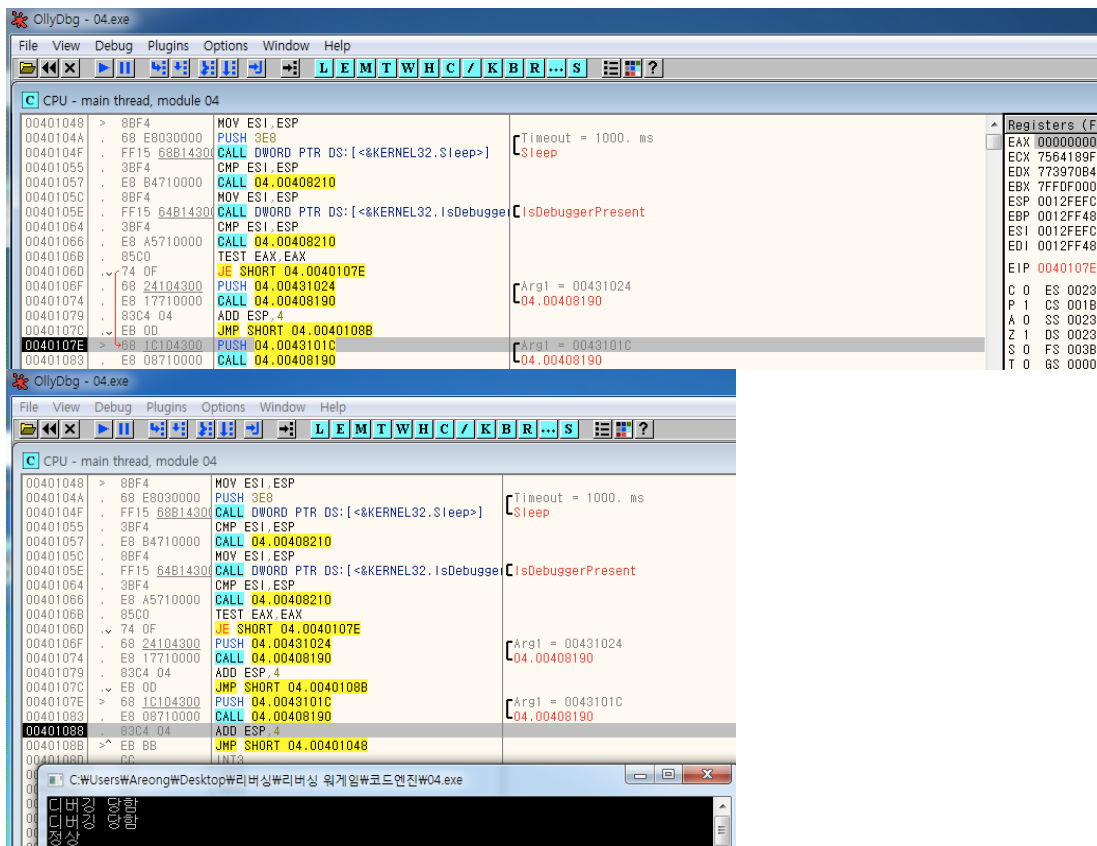 OllyDbg - 04.exe
File View Debug Plugins Options Window Help
L E M T W H C / K B R ... S ?
C CPU - main thread, module 04
00401048 > 8BF4 MOV ESI,ESP
0040104A . 68 E8030000 PUSH 3E8 Timeout = 1000. ms
0040104F . FF15 68B14300 CALL DWORD PTR DS:[<&KERNEL32.Sleep>] Sleep
00401055 . 3BF4 CMP ESI,ESP
00401057 . E8 B4710000 CALL 04.00408210
0040105C . 8BF4 MOV ESI,ESP
0040105E . FF15 64B14300 CALL DWORD PTR DS:[<&KERNEL32.IsDebugger IsDebuggerPresent
00401064 . 3BF4 CMP ESI,ESP
00401066 . E8 A5710000 CALL 04.00408210
0040106B . 85C0 TEST EAX,EAX
0040106D . 74 0F JE SHORT 04.0040107E
0040106F . 68 24104300 PUSH 04.00431024 Arg1 = 00431024
00401074 . E8 17710000 CALL 04.00408190 04.00408190
00401079 . 83C4 04 ADD ESP,4
0040107C . EB 0D JMP SHORT 04.0040108B
0040107E > 68 1C104300 PUSH 04.0043101C Arg1 = 0043101C
00401083 . E8 08710000 CALL 04.00408190 04.00408190
Registers (F
EAX 00000000
ECX 7564189F
EDX 773970B4
EBX 7FFDF000
ESP 0012FEFC
EBP 0012FF48
ESI 0012FEFC
EDI 0012FF48
EIP 0040107E
C 0 ES 0023
P 1 CS 001B
A 0 SS 0023
Z 1 DS 0023
S 0 FS 003B
T 0 GS 0000
OllyDbg - 04.exe
File View Debug Plugins Options Window Help
L E M T W H C / K B R ... S ?
C CPU - main thread, module 04
00401048 > 8BF4 MOV ESI,ESP
0040104A . 68 E8030000 PUSH 3E8 Timeout = 1000. ms
0040104F . FF15 68B14300 CALL DWORD PTR DS:[<&KERNEL32.Sleep>] Sleep
00401055 . 3BF4 CMP ESI,ESP
00401057 . E8 B4710000 CALL 04.00408210
0040105C . 8BF4 MOV ESI,ESP
0040105E . FF15 64B14300 CALL DWORD PTR DS:[<&KERNEL32.IsDebugger IsDebuggerPresent
00401064 . 3BF4 CMP ESI,ESP
00401066 . E8 A5710000 CALL 04.00408210
0040106B . 85C0 TEST EAX,EAX
0040106D . 74 0F JE SHORT 04.0040107E
0040106F . 68 24104300 PUSH 04.00431024 Arg1 = 00431024
00401074 . E8 17710000 CALL 04.00408190 04.00408190
00401079 . 83C4 04 ADD ESP,4
0040107C . EB 0D JMP SHORT 04.0040108B
0040107E > 68 1C104300 PUSH 04.0043101C Arg1 = 0043101C
00401083 . E8 08710000 CALL 04.00408190 04.00408190
00401088 . 83C4 04 ADD ESP,4
0040108B >^ EB BB JMP SHORT 04.00401048
0040108D CC INT3
C:₩Users₩Areong₩Desktop₩리버싱₩리버싱 워게임₩코드엔진₩04.exe
디버깅 당함
디버깅 당함
정상